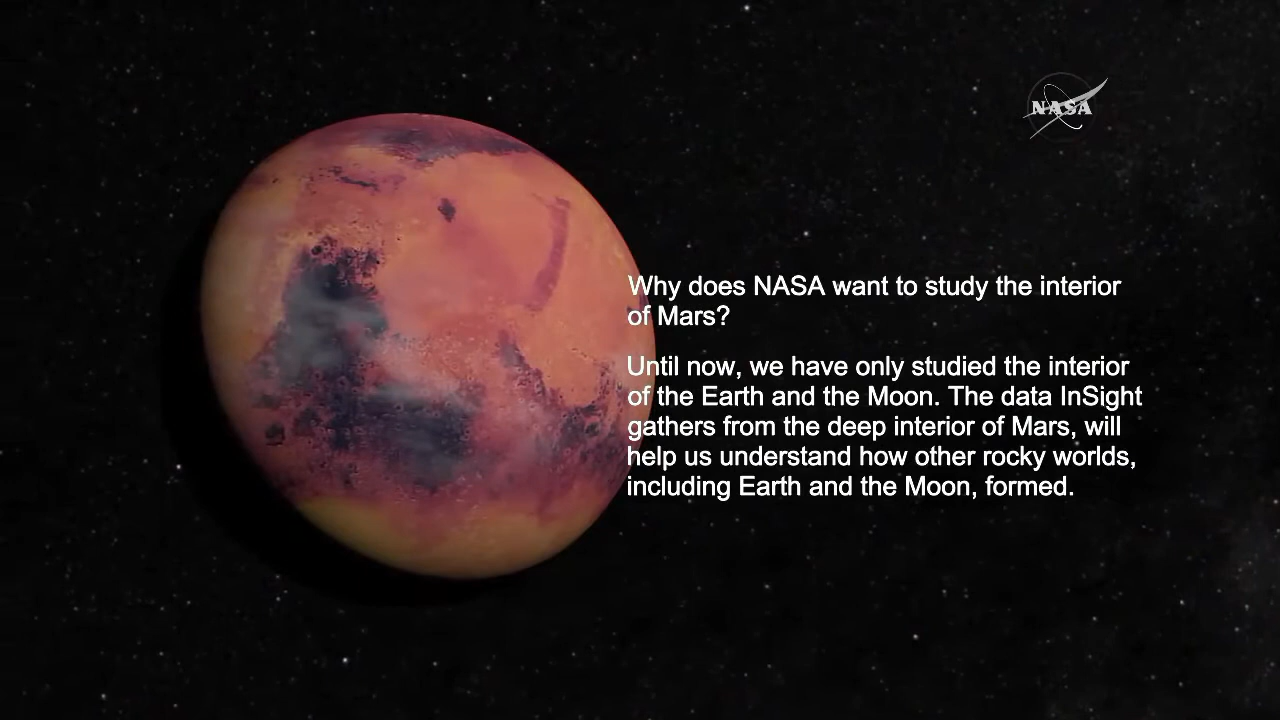 NASA
Why does NASA want to study the interior
of Mars?
Until now, we have only studied the interior
of the Earth and the Moon. The data InSight
gathers from the deep interior of Mars, will
help us understand how other rocky worlds,
including Earth and the Moon, formed.